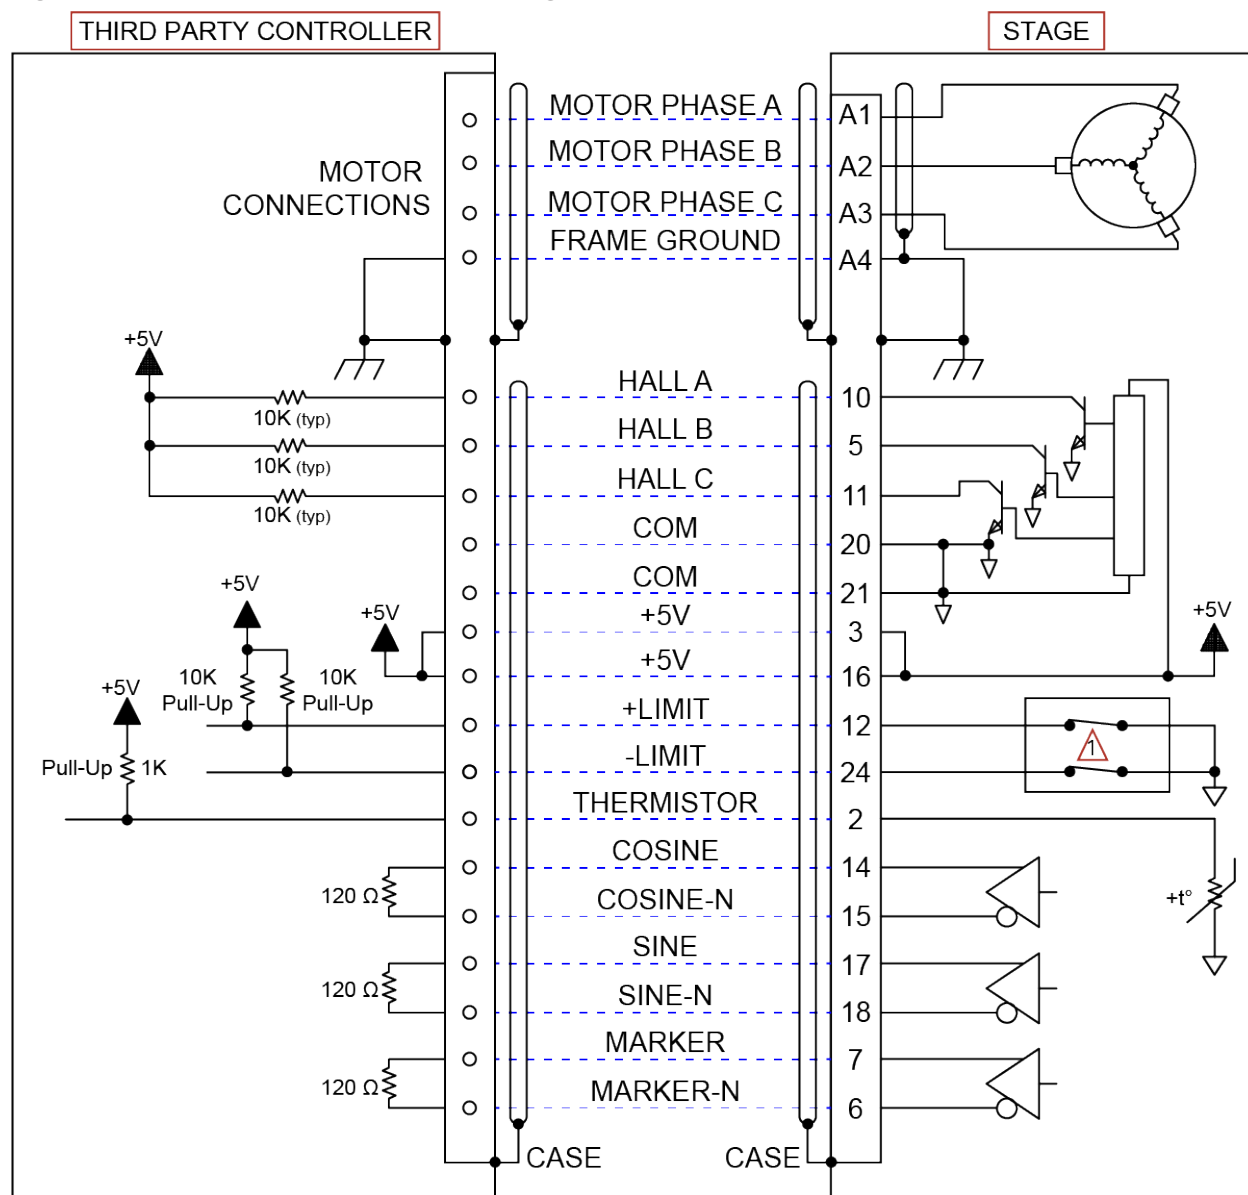 THIRD PARTY CONTROLLER
STAGE
MOTOR PHASE A
A1
MOTOR PHASE B
A2
MOTOR
CONNECTIONS
MOTOR PHASE C
A3
FRAME GROUND
A4
+5V
HALL A
10
10K (typ)
HALL B
5
10K (typ)
HALL C
11
10K (typ)
COM
20
COM
21
+5V
+5V
+5V
3
+5V
+5V
16
10K
Pull-Up
10K
Pull-Up
+5V
+LIMIT
12
1
Pull-Up
1K
-LIMIT
24
THERMISTOR
2
COSINE
14
120 Ω
COSINE-N
15
+t°
SINE
17
120 Ω
SINE-N
18
MARKER
7
120 Ω
MARKER-N
6
CASE
CASE